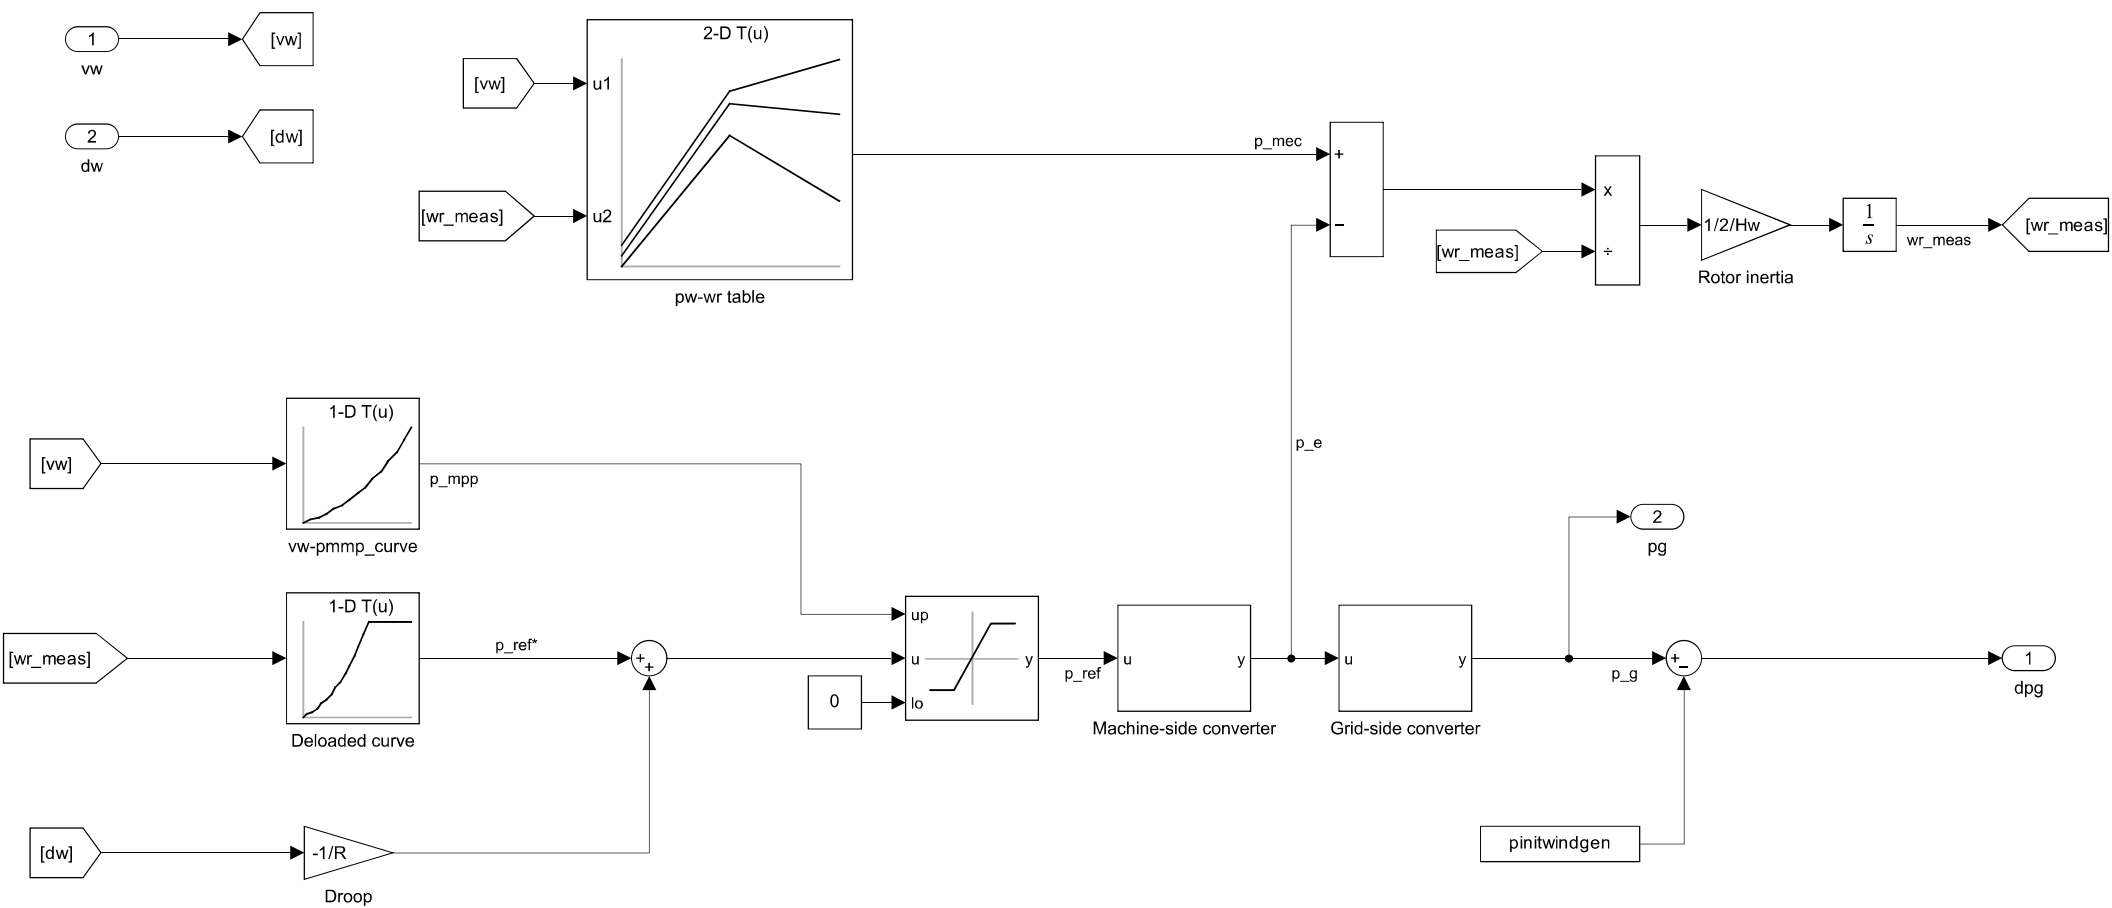 1
vw
[vw]
2
dw
[dw]
2-D T(u)
[vw]
u1
[wr_meas]
u2
pw-wr table
p_mec
+
−
x
÷
[wr_meas]
1/2/Hw
Rotor inertia
1
s
wr_meas
[wr_meas]
[vw]
1-D T(u)
vw-pmmp_curve
p_mpp
p_e
2
pg
[wr_meas]
1-D T(u)
Deloaded curve
p_ref*
+
+
0
up
u
lo
y
p_ref
u
y
Machine-side converter
u
y
Grid-side converter
p_g
+
−
1
dpg
pinitwindgen
[dw]
-1/R
Droop